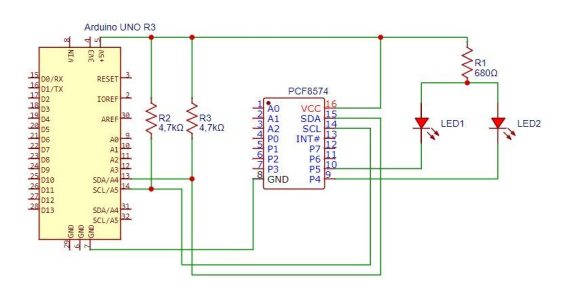 Arduino UNO R3
8 4 5
VIN 3V3 +5V
15 D0/RX RESET 3
16 D1/TX
17 D2 IOREF 2
18 D3
19 D4 AREF 30
20 D5
21 D6 A0 9
22 D7 A1 10
23 D8 A2 11
24 D9 A3 12
25 D10 SDA/A4 13
26 D11 SCL/A5 14
27 D12
28 D13 SDA/A4 31
SCL/A5 32
GND GND GND
29 6 7
R2
4,7kΩ
R3
4,7kΩ
PCF8574
1 A0 VCC 16
2 A1 SDA 15
3 A2 SCL 14
4 P0 INT# 13
5 P1 P7 12
6 P2 P6 11
7 P3 P5 10
8 GND P4 9
R1
680Ω
LED1
LED2